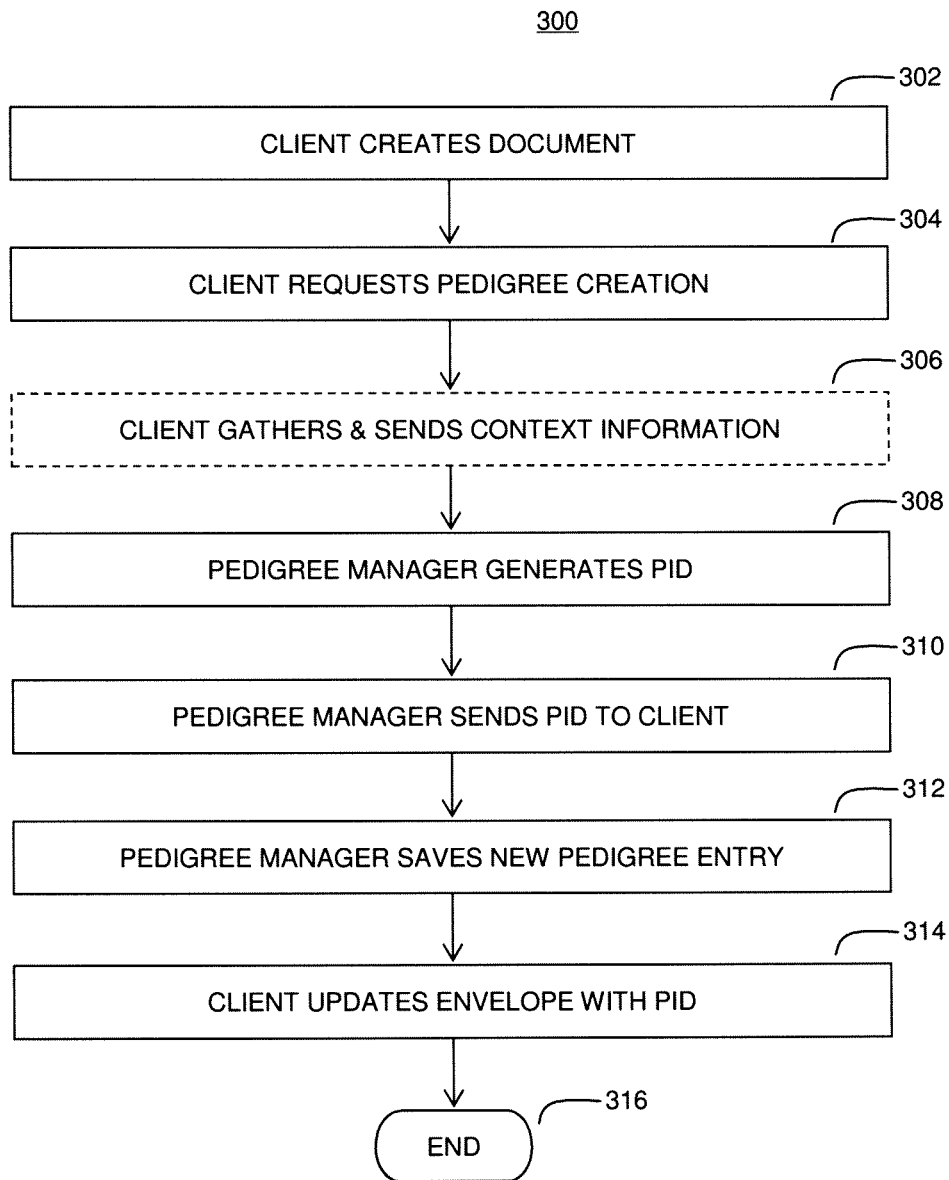 300
302
CLIENT CREATES DOCUMENT
304
CLIENT REQUESTS PEDIGREE CREATION
306
CLIENT GATHERS & SENDS CONTEXT INFORMATION
308
PEDIGREE MANAGER GENERATES PID
310
PEDIGREE MANAGER SENDS PID TO CLIENT
312
PEDIGREE MANAGER SAVES NEW PEDIGREE ENTRY
314
CLIENT UPDATES ENVELOPE WITH PID
316
END